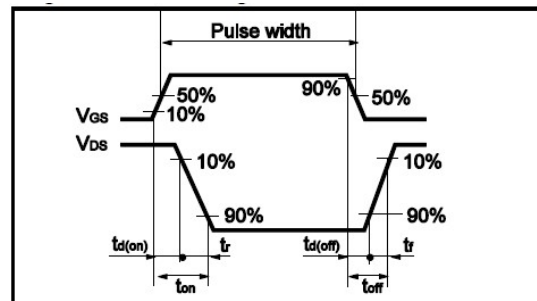 Pulse width
90%
50%
50%
10%
VGS
VDS
10%
10%
90%
90%
td(on)
tr
td(off)
tf
ton
toff